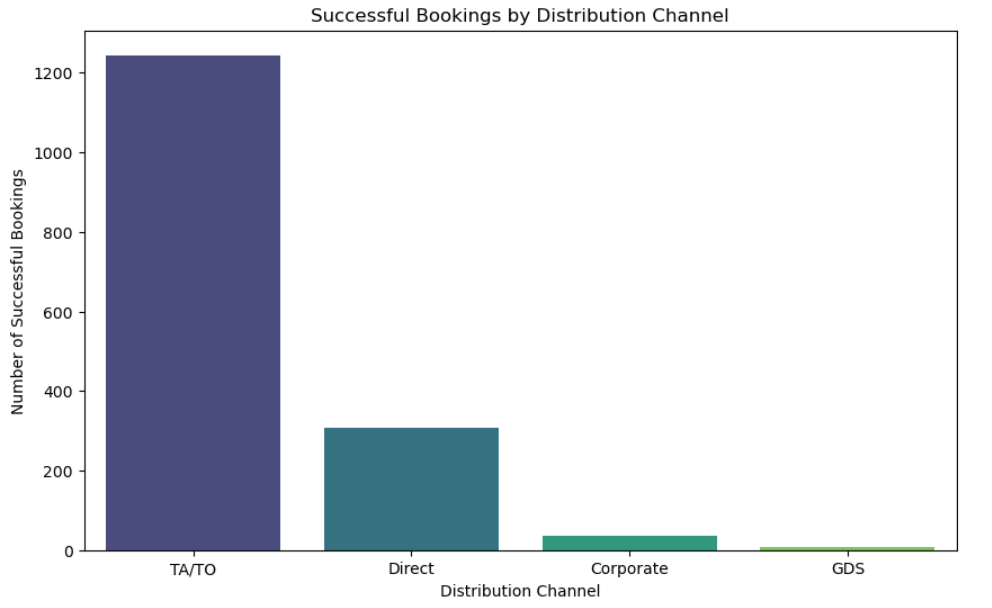 Successful Bookings by Distribution Channel
Number of Successful Bookings
1200
1000
800
600
400
200
0
TA/TO Direct Corporate GDS
Distribution Channel